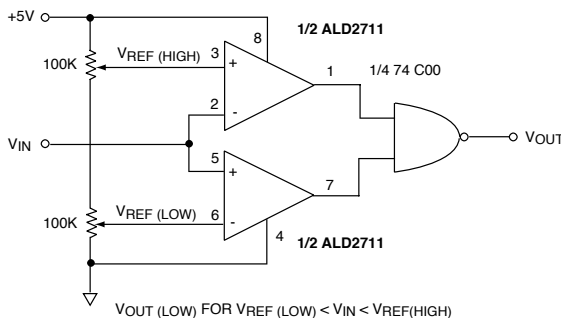 +5V
1/2 ALD2711
8
100K
VREF (HIGH)
3
+
1
1/4 74 C00
2
-
VIN
VOUT
5
+
7
100K
VREF (LOW)
6
-
4
1/2 ALD2711
VOUT (LOW) FOR VREF (LOW) < VIN < VREF(HIGH)